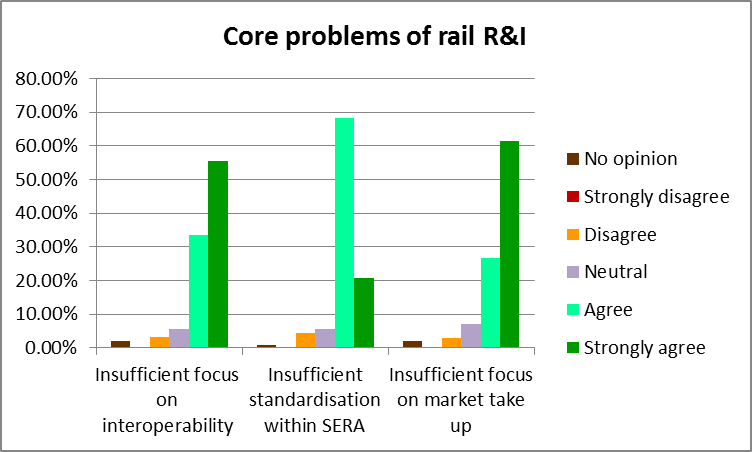 Core problems of rail R&I
80.00%
70.00%
60.00%
50.00%
40.00%
30.00%
20.00%
10.00%
0.00%
Insufficient focus
on
interoperability
Insufficient
standardisation
within SERA
Insufficient focus
on market take
up
No opinion
Strongly disagree
Disagree
Neutral
Agree
Strongly agree